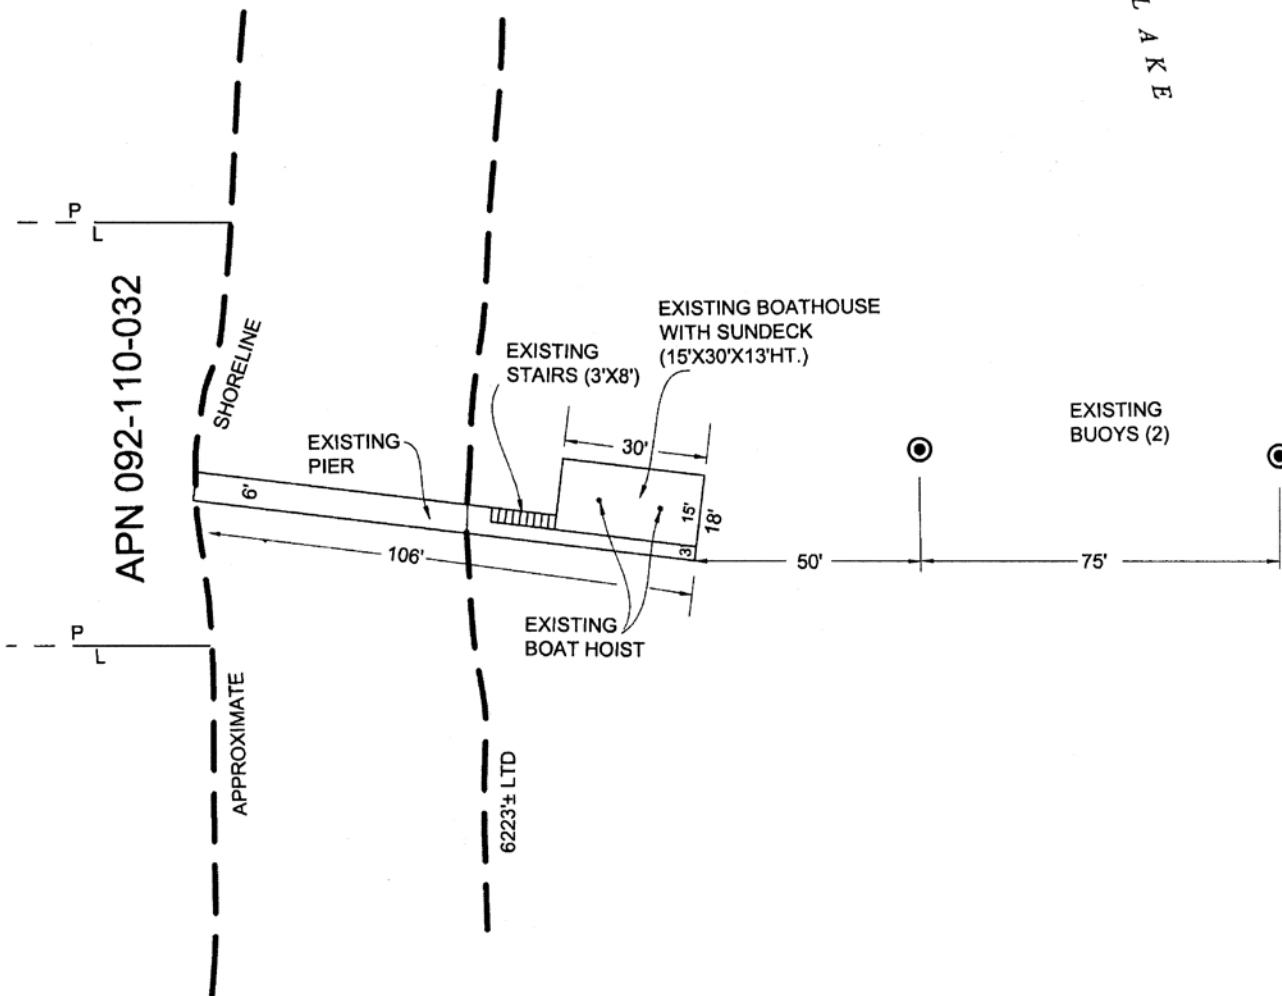 LAKE
P
L
APN 092-110-032
SHORELINE
EXISTING BOATHOUSE
WITH SUNDECK
(15'X30'X13'HT.)
EXISTING
STAIRS (3'X8')
EXISTING
BUOYS (2)
EXISTING
PIER
30'
6'
15'
18'
3'
106'
50'
75'
EXISTING
BOAT HOIST
P
L
APPROXIMATE
6223'± LTD